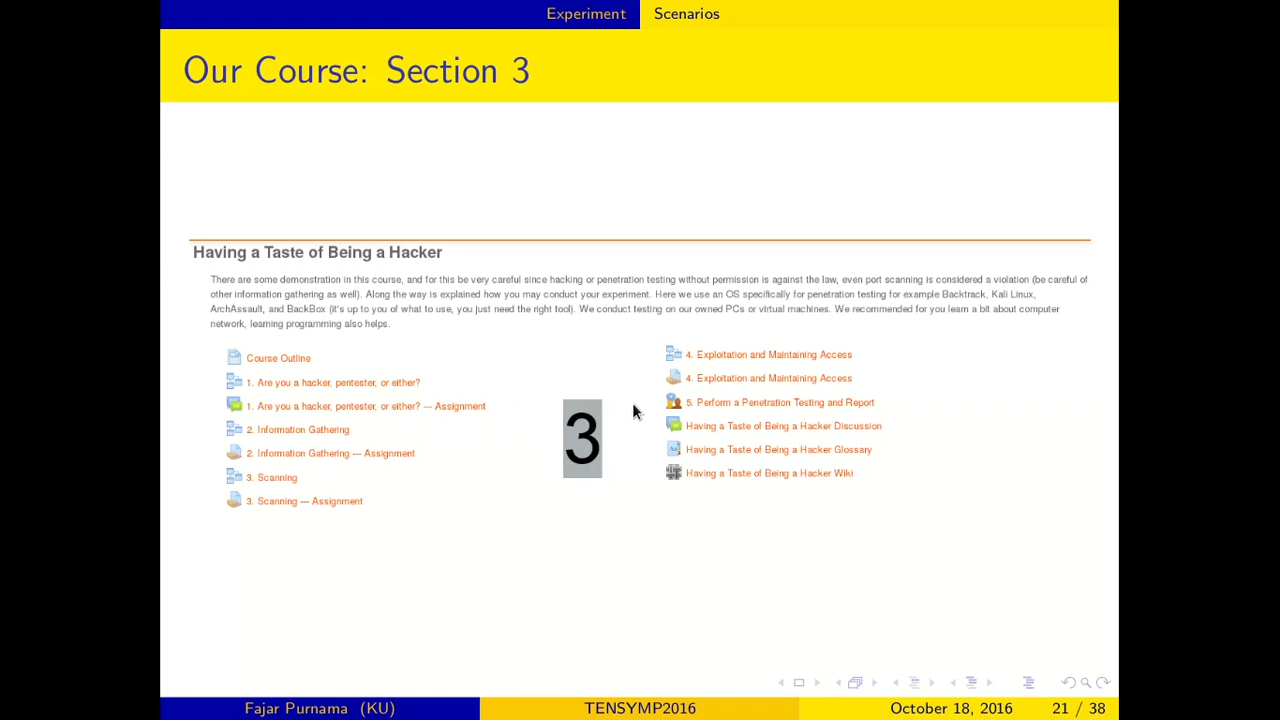 Experiment Scenarios
Our Course: Section 3
Having a Taste of Being a Hacker
There are some demonstration in this course, and for this be very careful since hacking or penetration testing without permission is against the law, even port scanning is considered a violation (be careful of
other information gathering as well). Along the way is explained how you may conduct your experiment. Here we use an OS specifically for penetration testing for example Backtrack, Kali Linux,
ArchAssault, and BackBox (it's up to you of what to use, you just need the right tool). We conduct testing on our owned PCs or virtual machines. We recommended for you learn a bit about computer
network, learning programming also helps.
Course Outline
1. Are you a hacker, pentester, or either?
1. Are you a hacker, pentester, or either? --- Assignment
2. Information Gathering
2. Information Gathering --- Assignment
3. Scanning
3. Scanning --- Assignment
3
4. Exploitation and Maintaining Access
4. Exploitation and Maintaining Access
5. Perform a Penetration Testing and Report
Having a Taste of Being a Hacker Discussion
Having a Taste of Being a Hacker Glossary
Having a Taste of Being a Hacker Wiki
Fajar Purnama (KU) TENSYMP2016 October 18, 2016 21 / 38